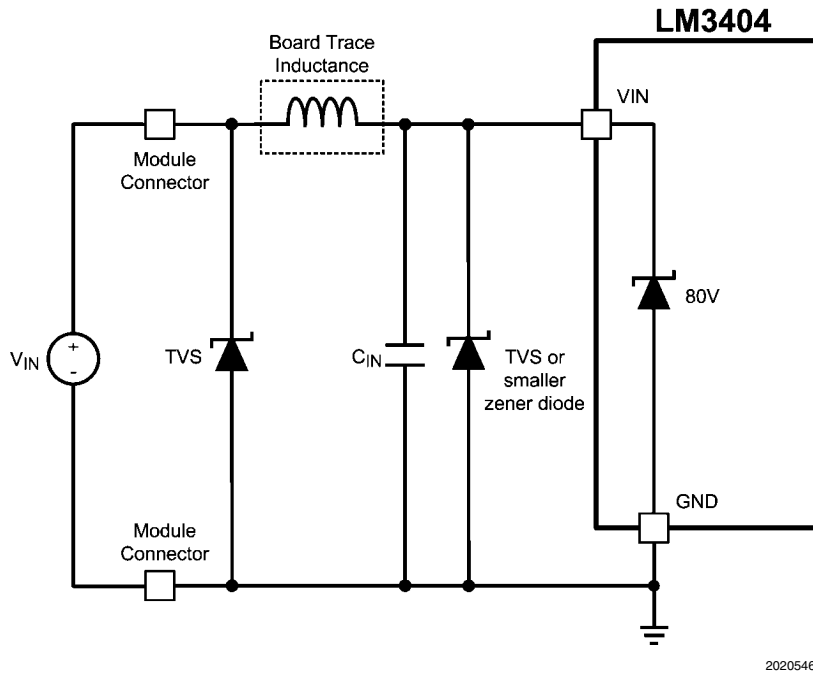 LM3404
Board Trace
Inductance
VIN
Module
Connector
80V
VIN
+
-
TVS
CIN
TVS or
smaller
zener diode
GND
Module
Connector
2020546